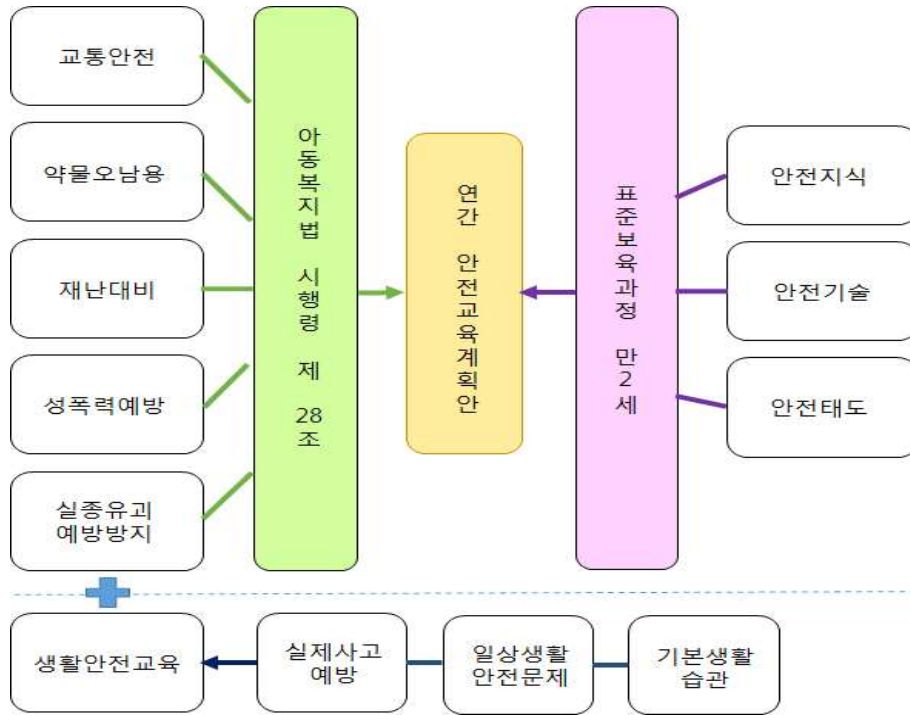 교통안전
약물오남용
재난대비
성폭력예방
실종유괴
예방방지
아동복지법 시행령 제 28조
연간 안전교육계획안
표준보육과정 만2세
안전지식
안전기술
안전태도
생활안전교육
실제사고
예방
일상생활
안전문제
기본생활
습관